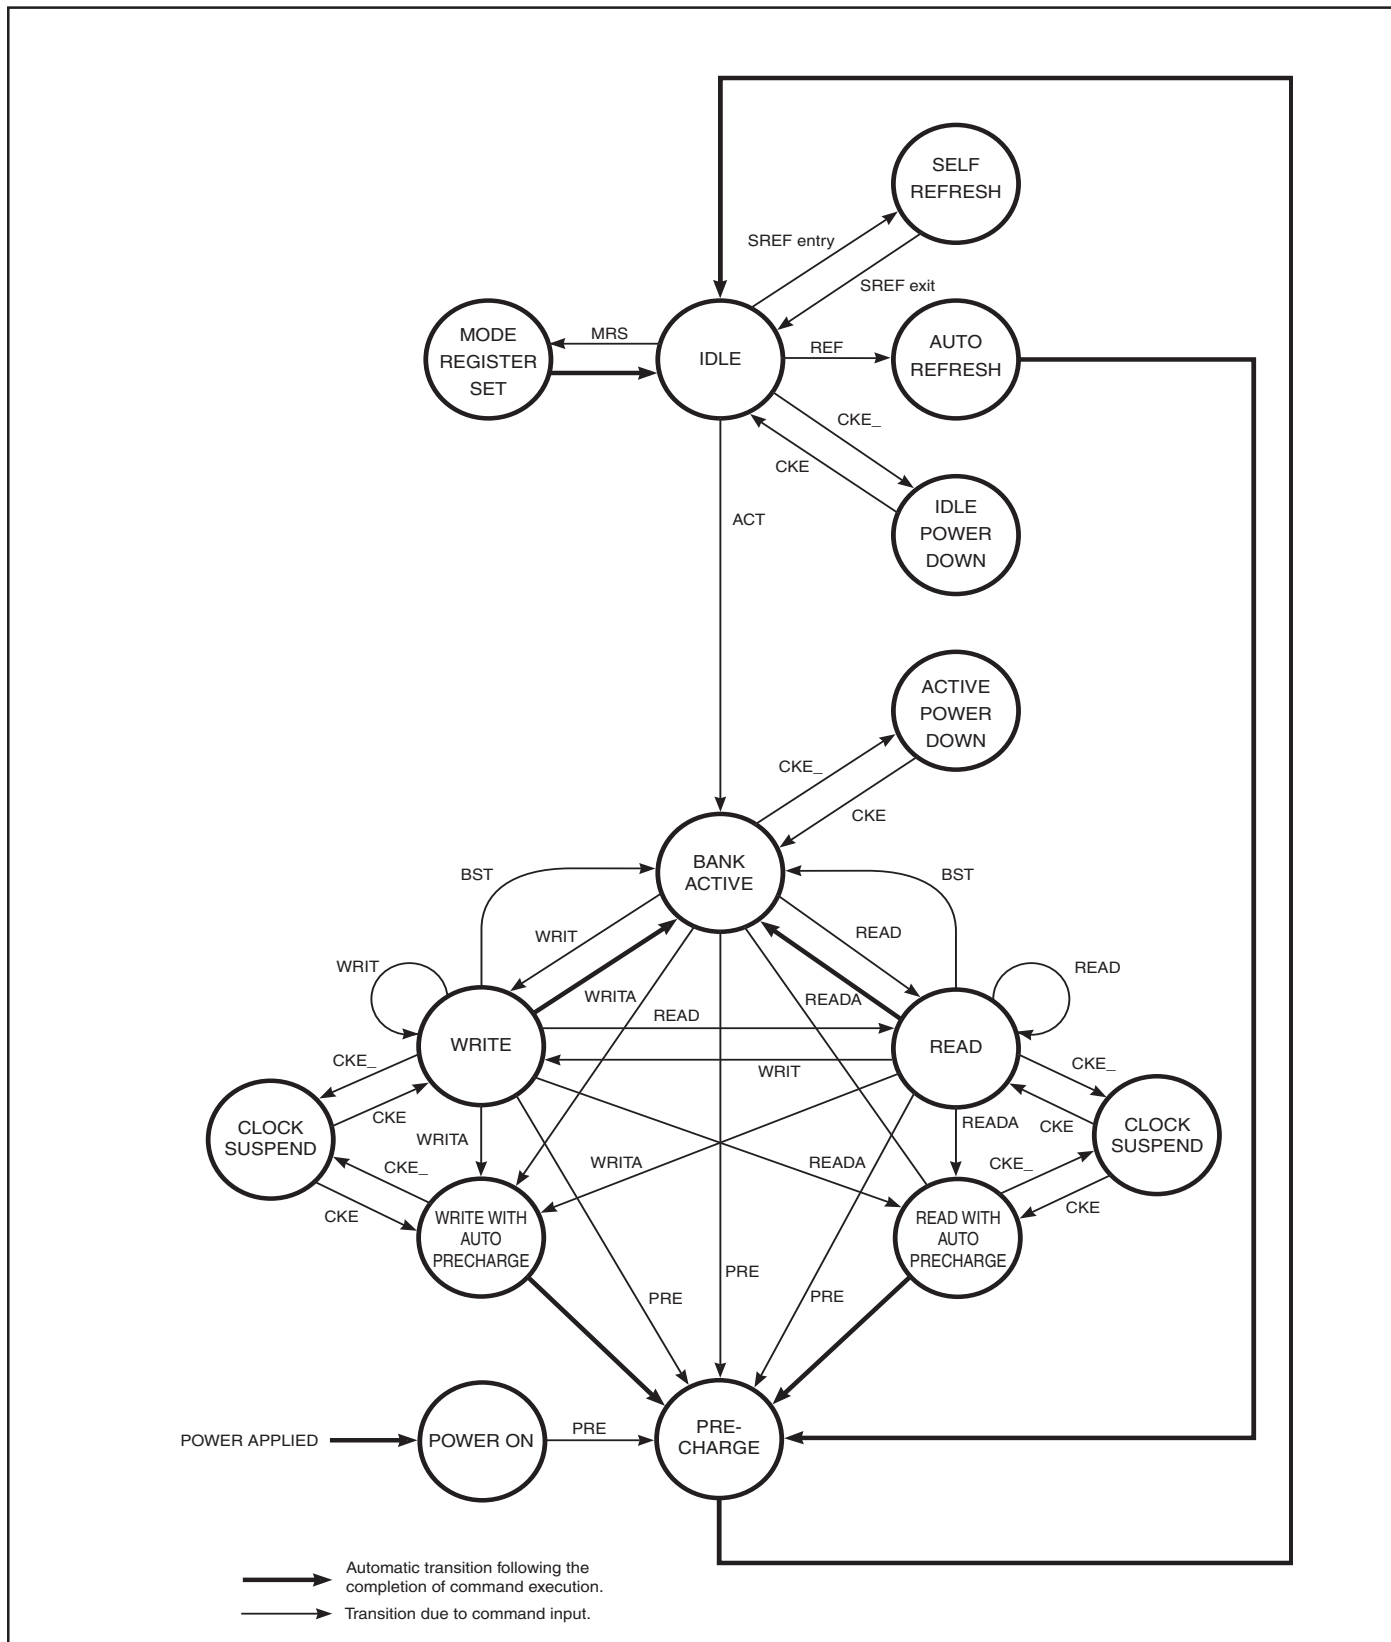 SELF
REFRESH
SREF entry
SREF exit
MODE
REGISTER
SET
MRS
IDLE
REF
AUTO
REFRESH
CKE_
CKE
IDLE
POWER
DOWN
ACT
ACTIVE
POWER
DOWN
CKE_
CKE
BANK
ACTIVE
BST
BST
WRIT
READ
WRIT
READ
WRITA
READA
READ
WRITE
READ
WRIT
CKE_
CKE_
CKE
CKE
CLOCK
SUSPEND
CLOCK
SUSPEND
WRITA
READA
WRITA
READA
CKE_
CKE_
CKE
CKE
WRITE WITH
AUTO
PRECHARGE
READ WITH
AUTO
PRECHARGE
PRE
PRE
PRE
POWER APPLIED
POWER ON
PRE
PRE-
CHARGE
Automatic transition following the
completion of command execution.
Transition due to command input.